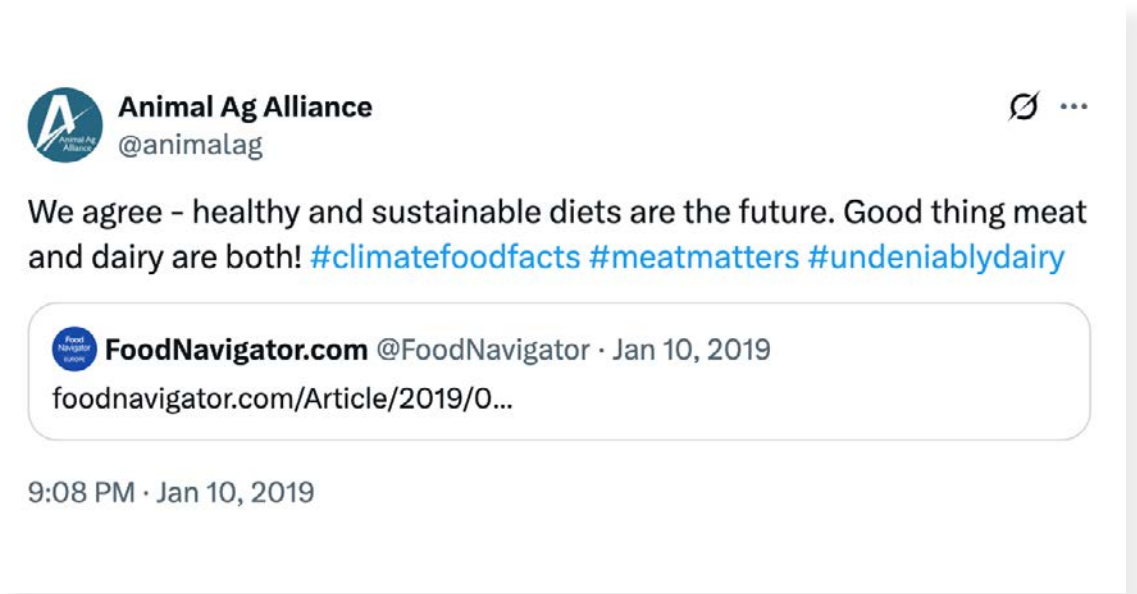 Animal Ag Alliance
@animalag
We agree - healthy and sustainable diets are the future. Good thing meat
and dairy are both! #climatefoodfacts #meatmatters #undeniablydairy
FoodNavigator.com @FoodNavigator · Jan 10, 2019
foodnavigator.com/Article/2019/0...
9:08 PM · Jan 10, 2019